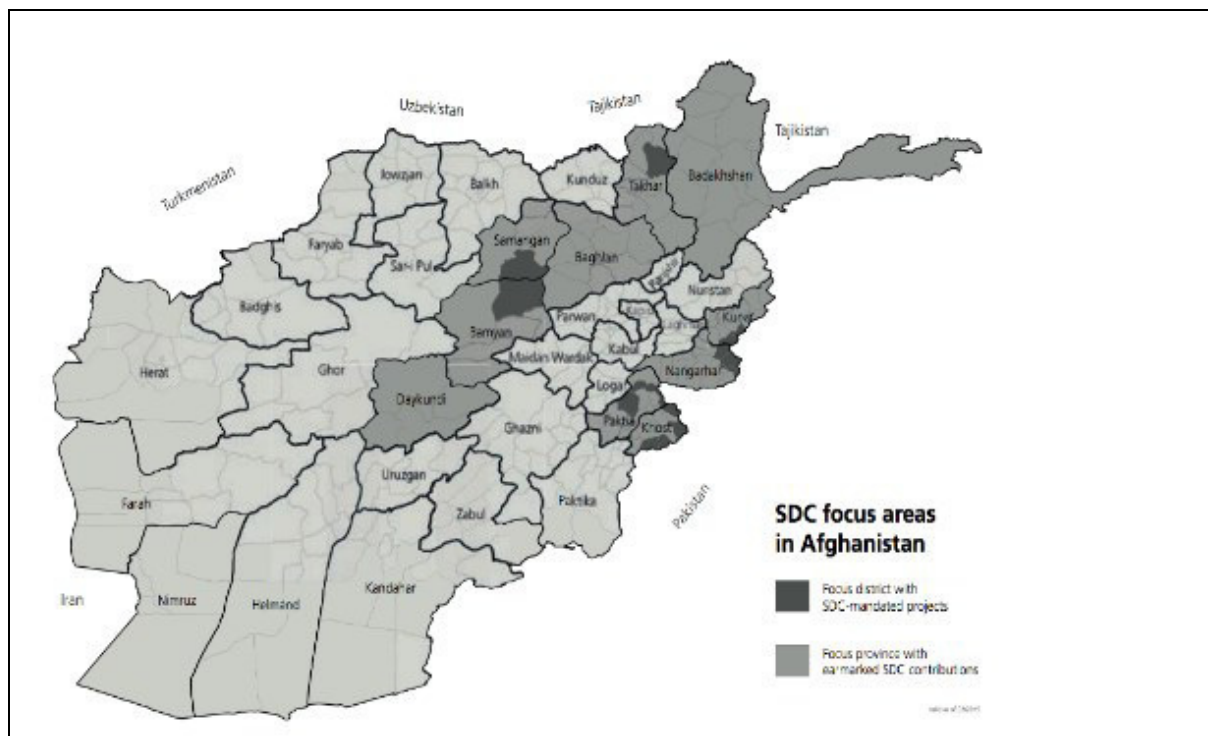 Uzbekistan
Tajikistan
Tajikistan
Turkmenistan
Jowzjan
Balkh
Kunduz
Takhar
Badakhshan
Faryab
Sar-i Pul
Samangan
Baghlan
Badghis
Bamyan
Parwan
Nuristan
Kunar
Herat
Ghor
Maidan Wardak
Kabul
Nangarhar
Daykundi
Logar
Paktia
Khost
Ghazni
Uruzgan
Farah
Zabul
Paktika
Pakistan
Iran
Nimruz
Helmand
Kandahar
SDC focus areas
in Afghanistan
Focus district with
SDC-mandated projects
Focus province with
earmarked SDC contributions